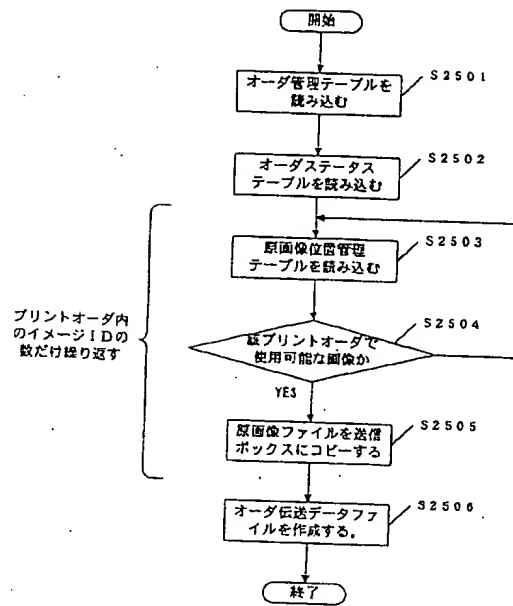 開始
オーダ管理テーブルを
読み込む
S2501
オーダステータス
テーブルを読み込む
S2502
原画像位置管理
テーブルを読み込む
S2503
プリントオーダ内
のイメージIDの
数だけ繰り返す
該プリントオーダで
使用可能な画像か
S2504
YES
原画像ファイルを送信
ボックスにコピーする
S2505
オーダ伝送データファ
イルを作成する。
S2506
終了